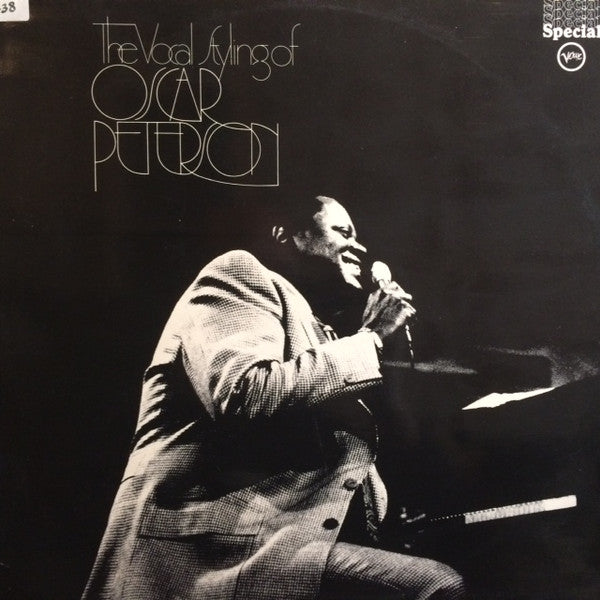 38
Special
Verve
The Vocal Styling of
OSCAR
PETERSON